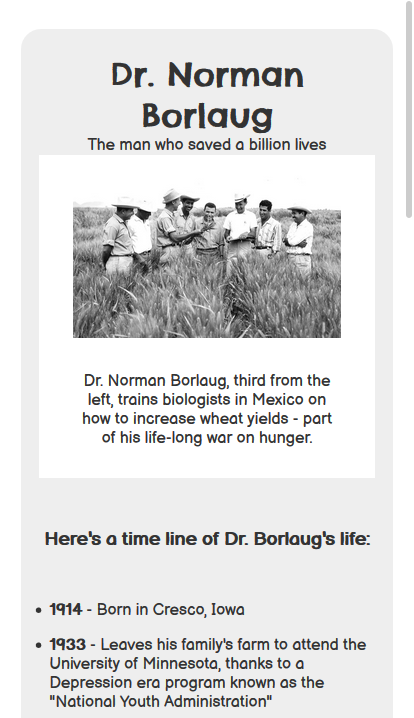 Dr. Norman
Borlaug
The man who saved a billion lives
Dr. Norman Borlaug, third from the
left, trains biologists in Mexico on
how to increase wheat yields - part
of his life-long war on hunger.
Here's a time line of Dr. Borlaug's life:
• 1914 - Born in Cresco, Iowa
• 1933 - Leaves his family's farm to attend the
University of Minnesota, thanks to a
Depression era program known as the
"National Youth Administration"